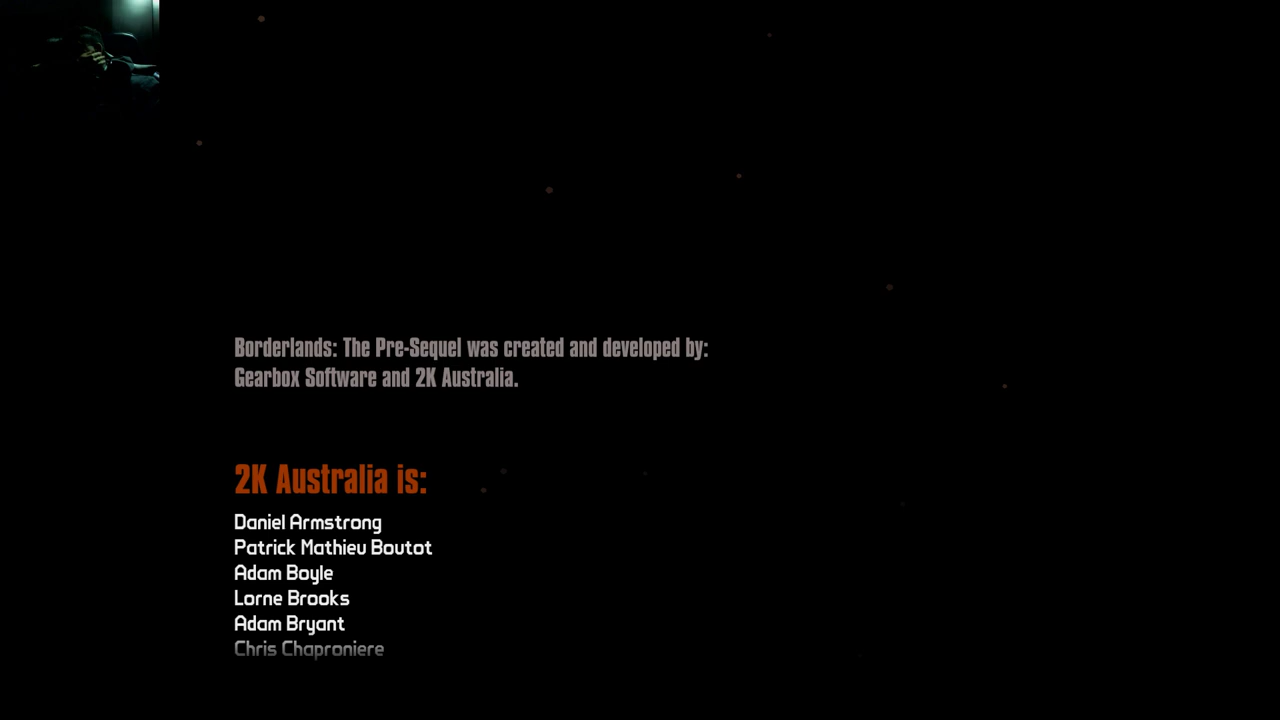 Borderlands: The Pre-Sequel was created and developed by:
Gearbox Software and 2K Australia.
2K Australia is:
Daniel Armstrong
Patrick Mathieu Boutot
Adam Boyle
Lorne Brooks
Adam Bryant
Chris Chaproniere